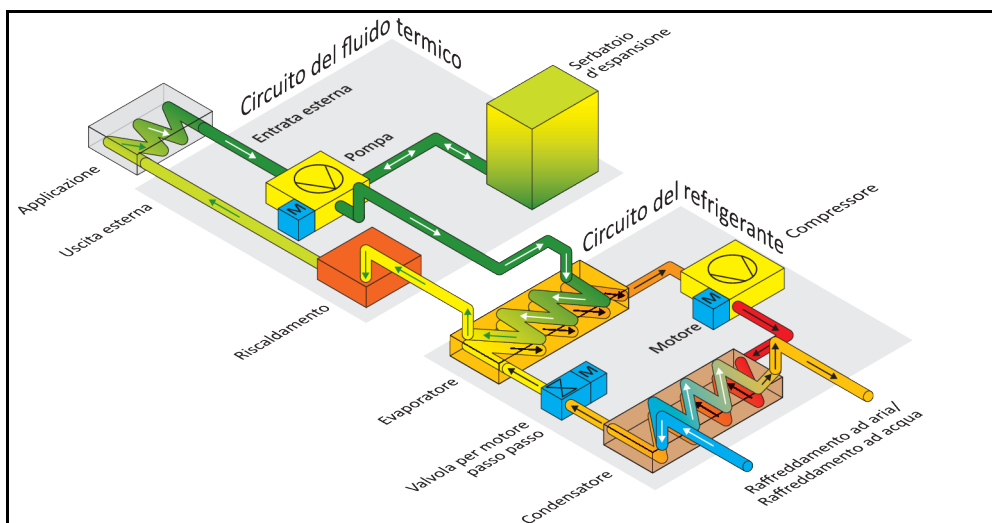 Circuito del fluido termico
Serbatoio
d'espansione
Entrata esterna
Pompa
Applicazione
Uscita esterna
M
Riscaldamento
Circuito del refrigerante
Compressore
M
Motore
Evaporatore
M
Valvola per motore
passo passo
Condensatore
Raffreddamento ad aria/
Raffreddamento ad acqua